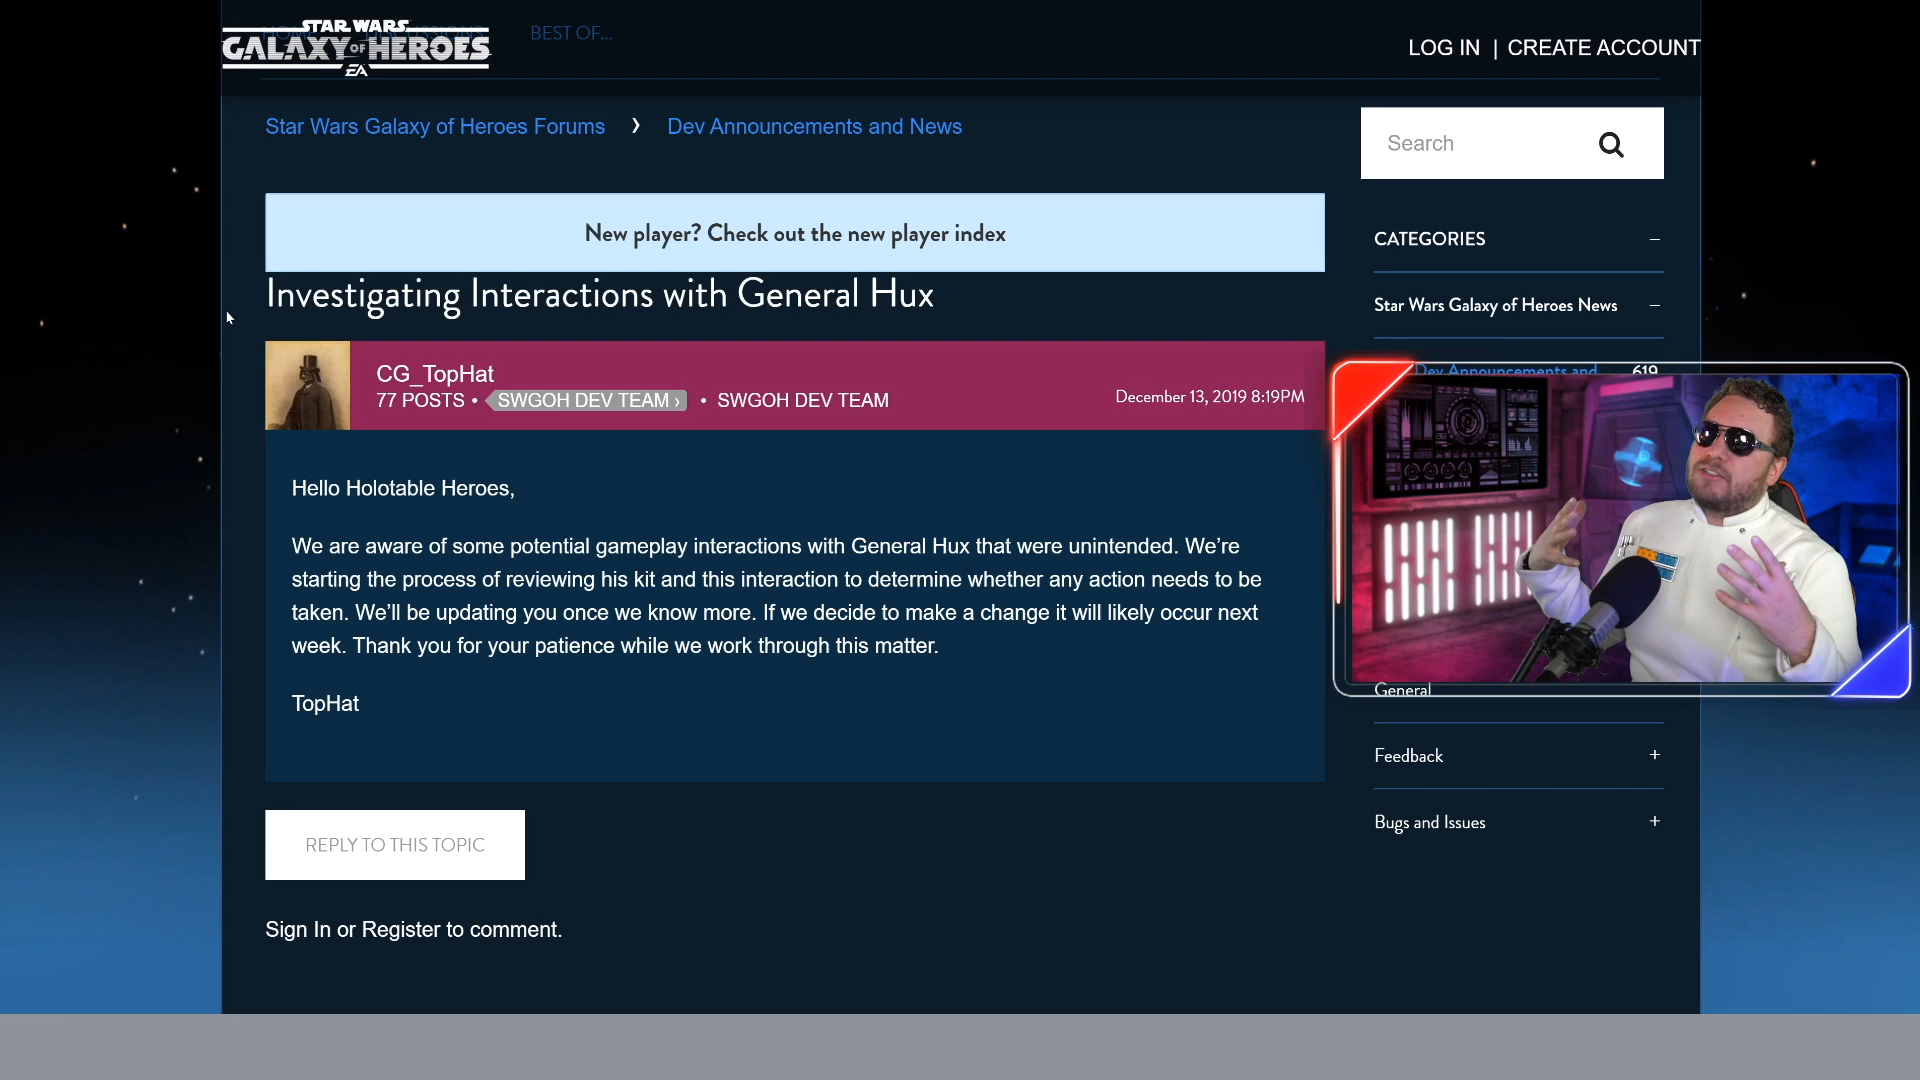 STAR WARS
GALAXY OF HEROES
EA
BEST OF...
LOG IN | CREATE ACCOUNT
Star Wars Galaxy of Heroes Forums › Dev Announcements and News
Search
New player? Check out the new player index
Investigating Interactions with General Hux
CG_TopHat
77 POSTS • SWGOH DEV TEAM › • SWGOH DEV TEAM
December 13, 2019 8:19PM
Hello Holotable Heroes,
We are aware of some potential gameplay interactions with General Hux that were unintended. We’re
starting the process of reviewing his kit and this interaction to determine whether any action needs to be
taken. We’ll be updating you once we know more. If we decide to make a change it will likely occur next
week. Thank you for your patience while we work through this matter.
TopHat
REPLY TO THIS TOPIC
Sign In or Register to comment.
CATEGORIES –
Star Wars Galaxy of Heroes News –
Dev Announcements and 619
General
Feedback +
Bugs and Issues +